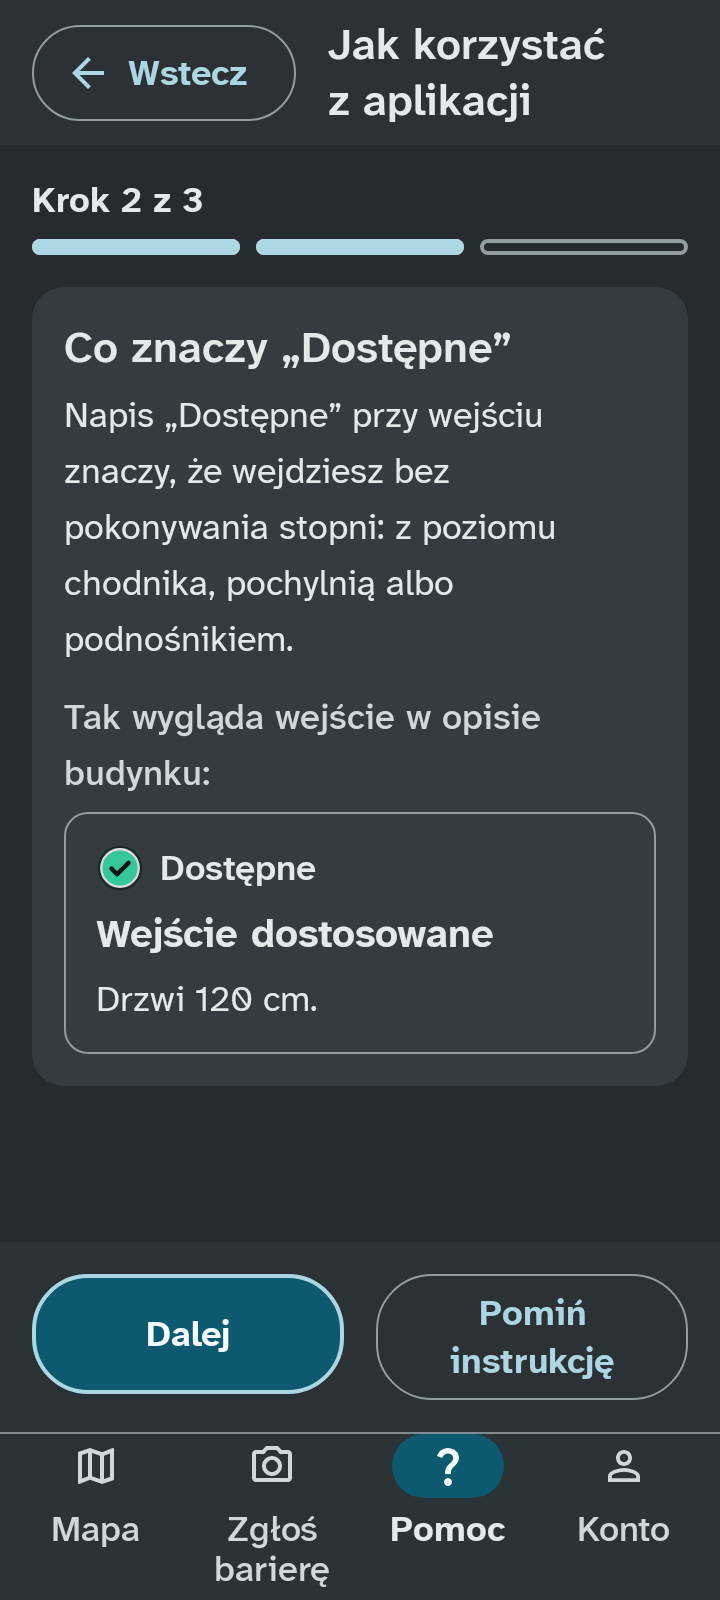 Wstecz
Jak korzystać
z aplikacji
Krok 2 z 3
Co znaczy „Dostępne”
Napis „Dostępne” przy wejściu
znaczy, że wejdziesz bez
pokonywania stopni: z poziomu
chodnika, pochylnią albo
podnośnikiem.
Tak wygląda wejście w opisie
budynku:
Dostępne
Wejście dostosowane
Drzwi 120 cm.
Dalej
Pomiń
instrukcję
Mapa
Zgłoś
barierę
?
Pomoc
Konto